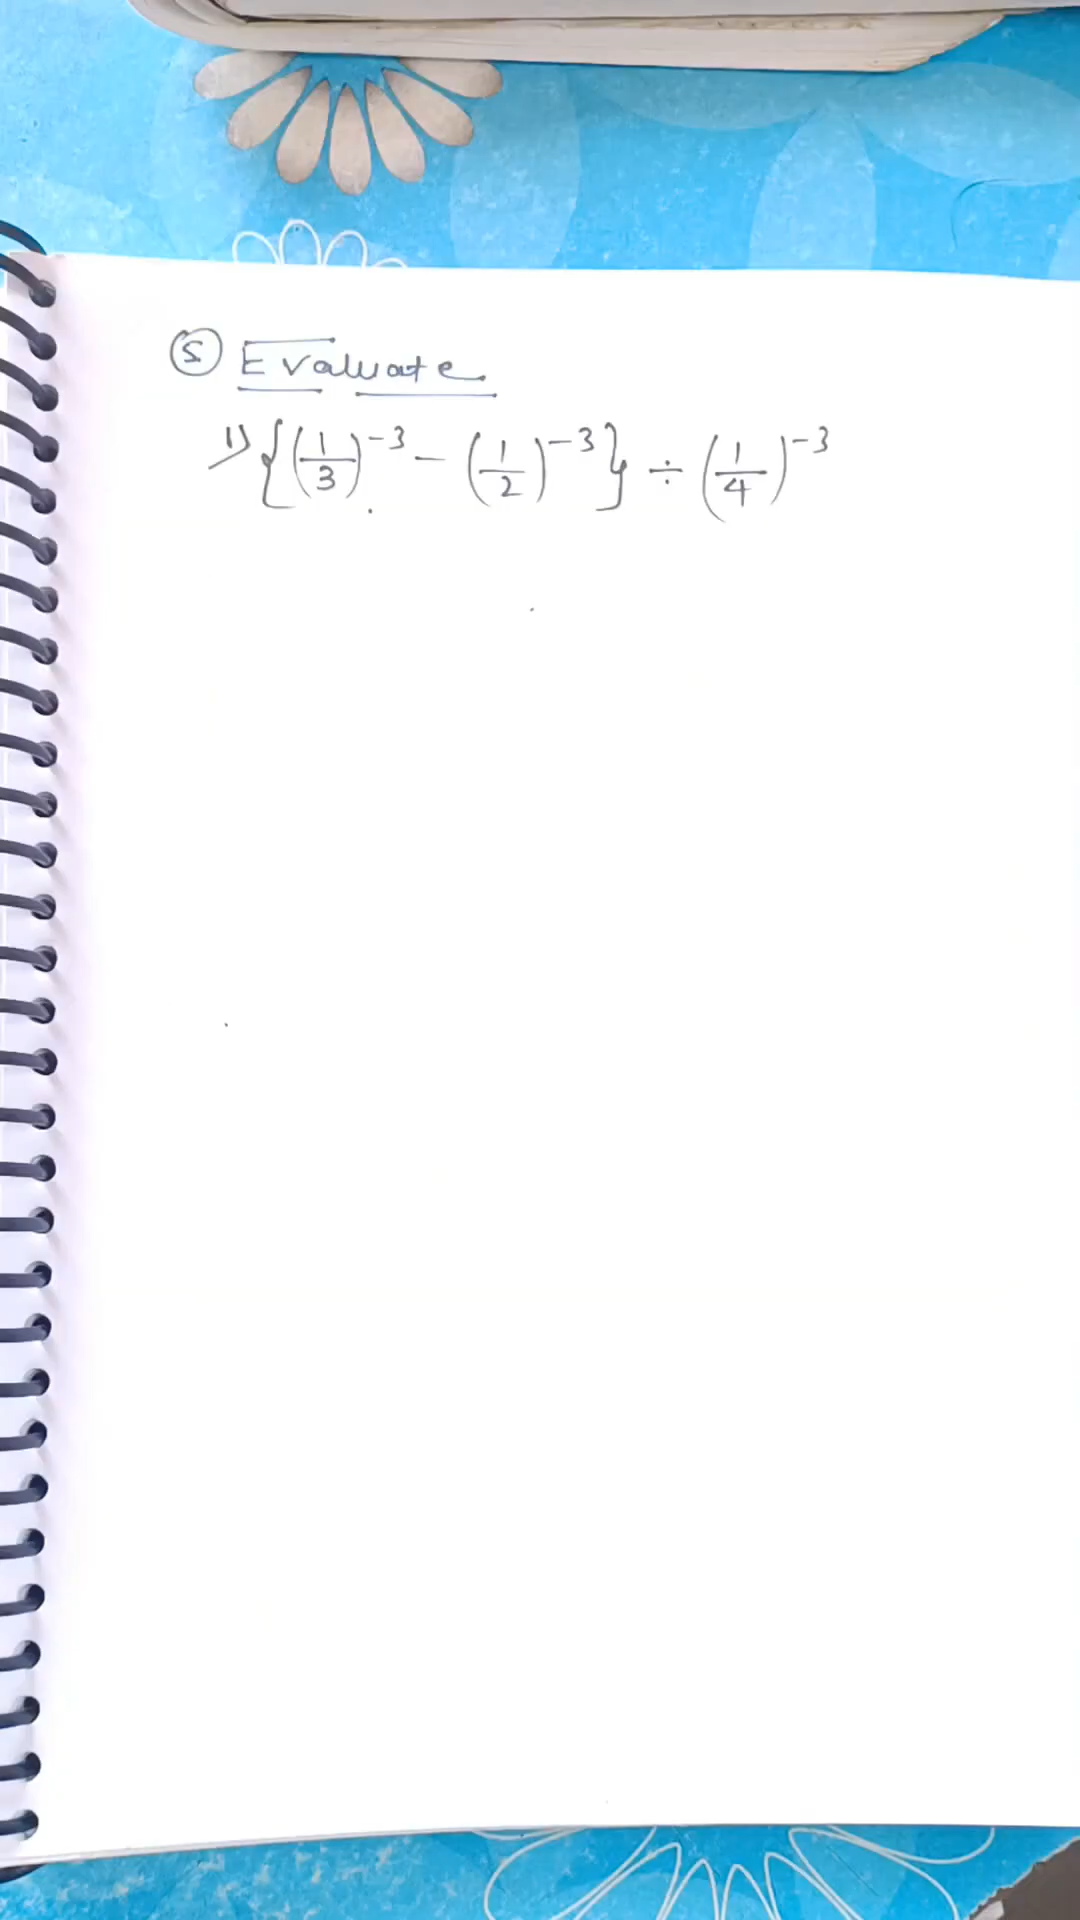 ⑤ Evaluate
1) {(1/3)^-3 - (1/2)^-3} ÷ (1/4)^-3